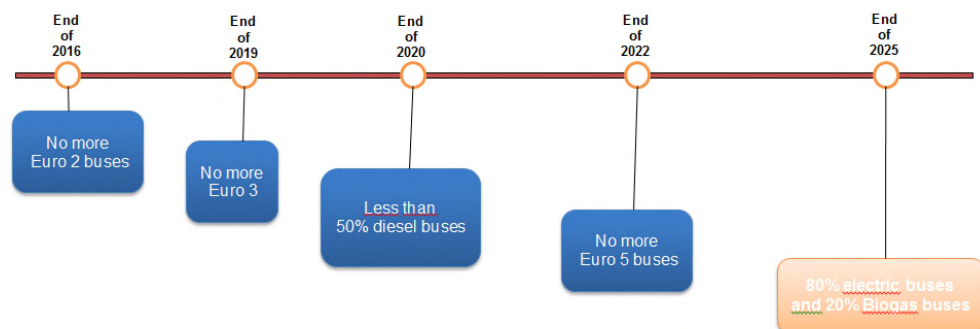 End
of
2016
End
of
2019
End
of
2020
End
of
2022
End
of
2025
No more
Euro 2 buses
No more
Euro 3
Less than
50% diesel buses
No more
Euro 5 buses
80% electric buses
and 20% Biogas buses